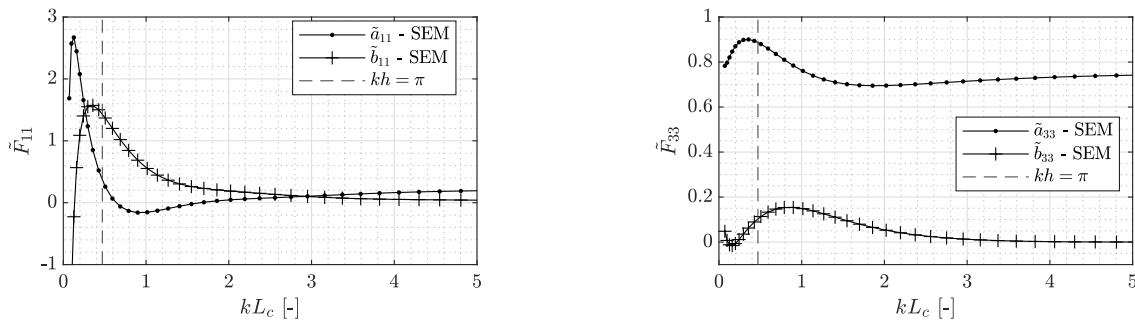 3
2
1
0
-1
F̃₁₁
0 1 2 3 4 5
kL_c [-]
ã₁₁ - SEM
b̃₁₁ - SEM
kh = π
1
0.8
0.6
0.4
0.2
0
F̃₃₃
0 1 2 3 4 5
kL_c [-]
ã₃₃ - SEM
b̃₃₃ - SEM
kh = π